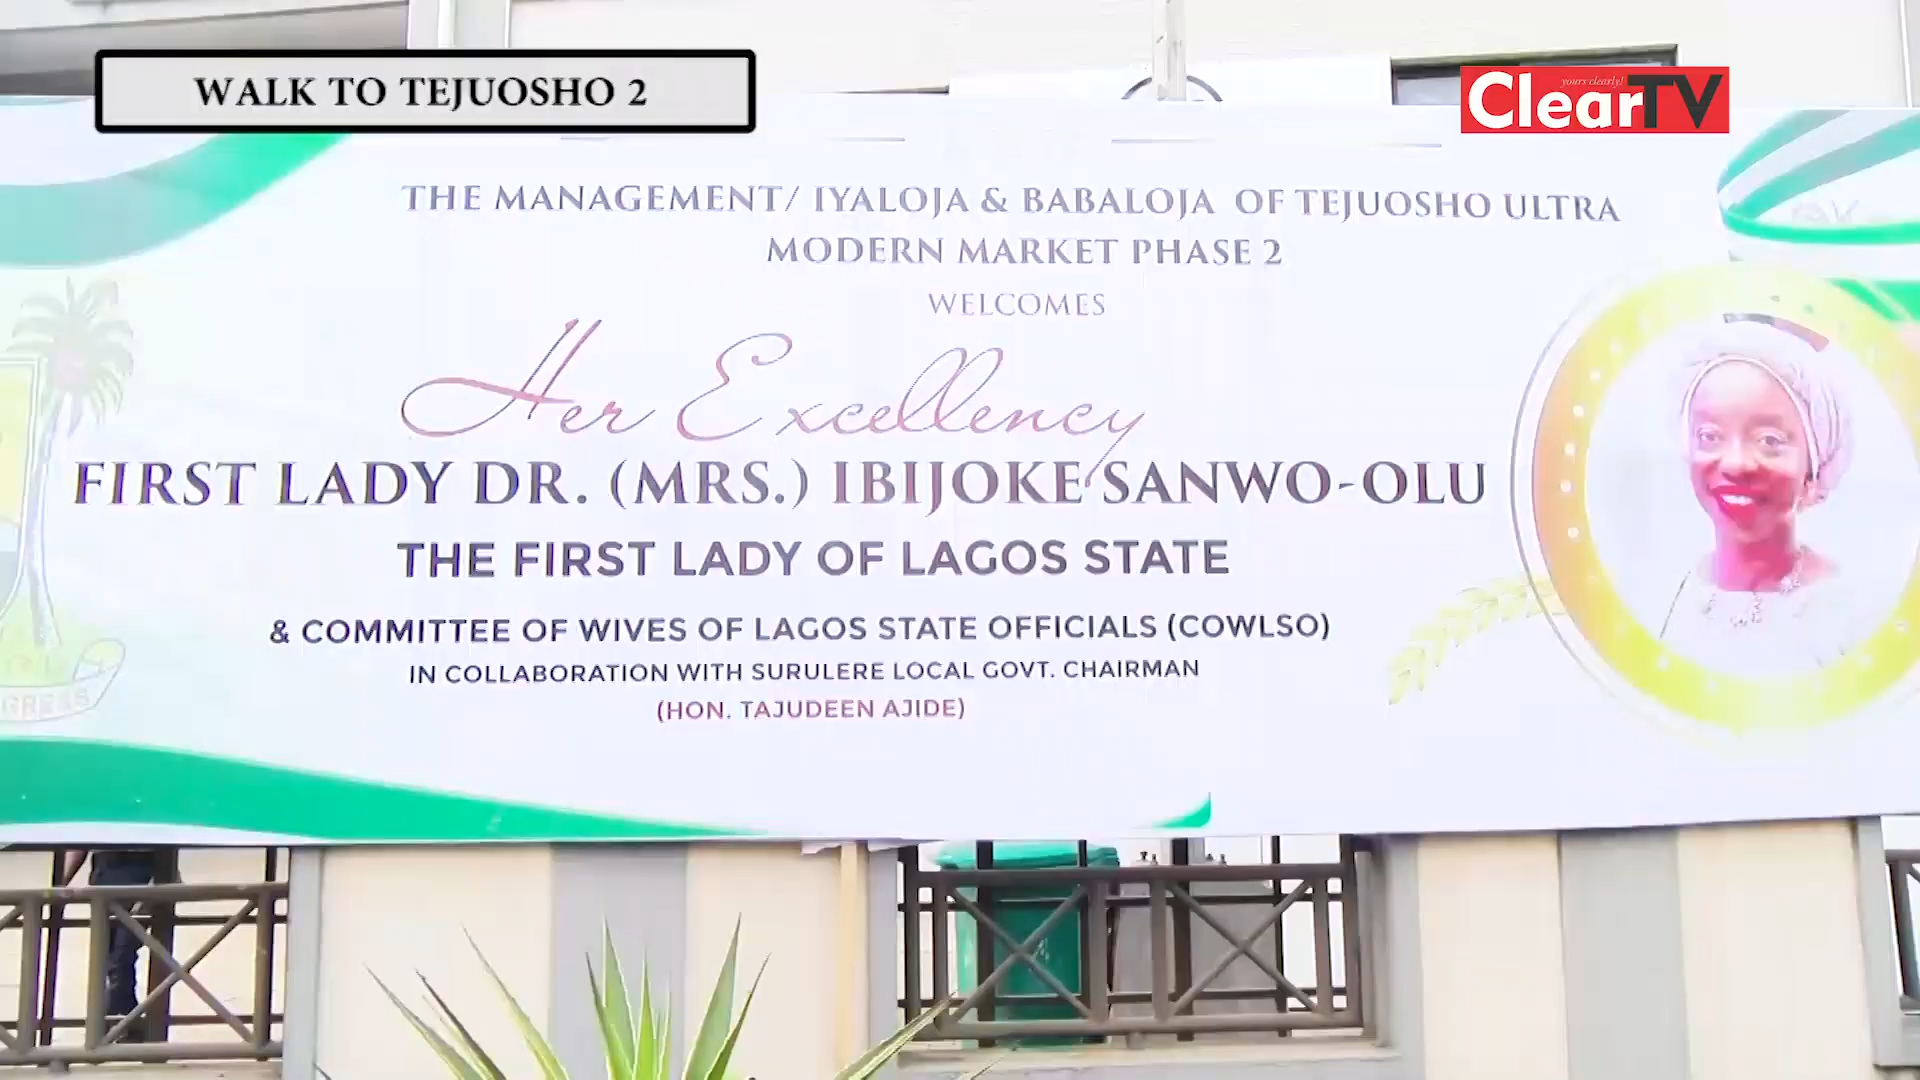 WALK TO TEJUOSHO 2
yours clearly!
ClearTV
THE MANAGEMENT/ IYALOJA & BABALOJA OF TEJUOSHO ULTRA
MODERN MARKET PHASE 2
WELCOMES
Her Excellency
FIRST LADY DR. (MRS.) IBIJOKE SANWO-OLU
THE FIRST LADY OF LAGOS STATE
& COMMITTEE OF WIVES OF LAGOS STATE OFFICIALS (COWLSO)
IN COLLABORATION WITH SURULERE LOCAL GOVT. CHAIRMAN
(HON. TAJUDEEN AJIDE)